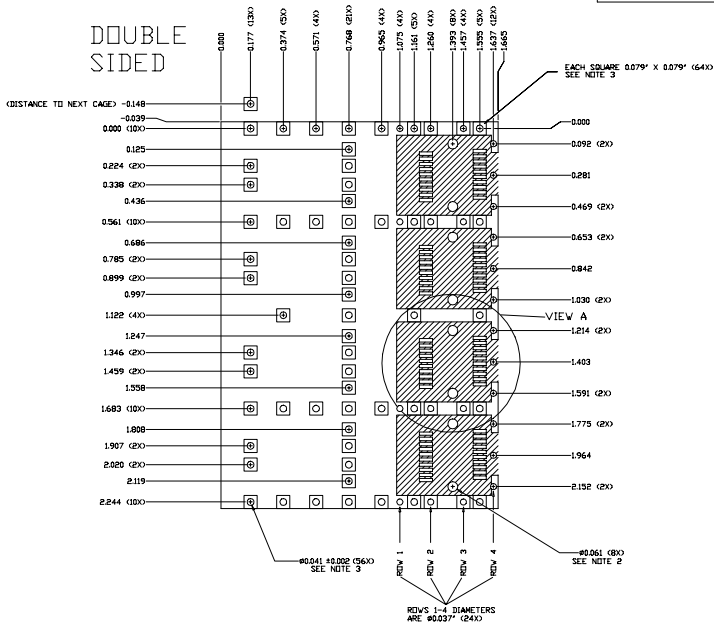 DOUBLE
SIDED
0.000
0.177 (13X)
0.374 (5X)
0.571 (4X)
0.768 (21X)
0.965 (4X)
1.075 (4X)
1.161 (5X)
1.260 (4X)
1.393 (8X)
1.457 (4X)
1.555 (5X)
1.637 (12X)
1.665
EACH SQUARE 0.079" X 0.079" (64X)
SEE NOTE 3
(DISTANCE TO NEXT CAGE) -0.148
-0.039
0.000 (10X)
0.125
0.224 (2X)
0.338 (2X)
0.436
0.561 (10X)
0.686
0.785 (2X)
0.899 (2X)
0.997
1.122 (4X)
1.247
1.346 (2X)
1.459 (2X)
1.558
1.683 (10X)
1.808
1.907 (2X)
2.020 (2X)
2.119
2.244 (10X)
0.000
0.092 (2X)
0.281
0.469 (2X)
0.653 (2X)
0.842
1.030 (2X)
VIEW A
1.214 (2X)
1.403
1.591 (2X)
1.775 (2X)
1.964
2.152 (2X)
ø0.041 ±0.002 (56X)
SEE NOTE 3
ROW 1
ROW 2
ROW 3
ROW 4
ø0.061 (8X)
SEE NOTE 2
ROWS 1-4 DIAMETERS
ARE ø0.037" (24X)